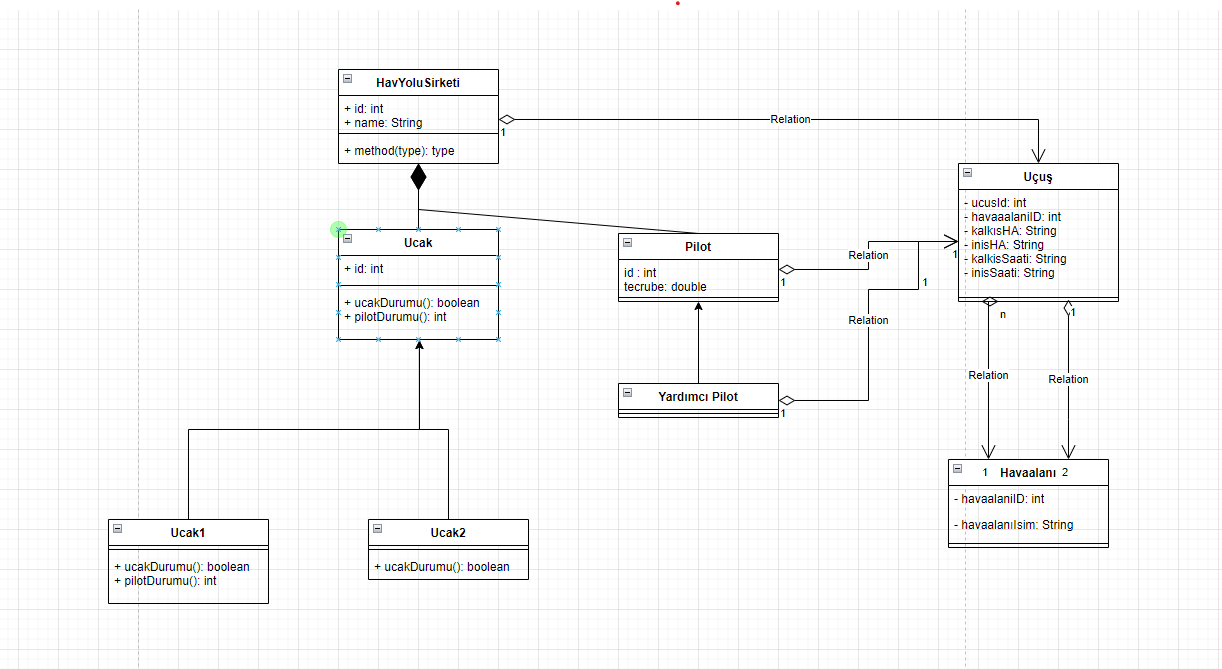 HavYoluSirketi
+ id: int
+ name: String
+ method(type): type
1
Relation
Uçuş
- ucusId: int
- havaaalaniID: int
- kalkısHA: String
- inisHA: String
- kalkisSaati: String
- inisSaati: String
Ucak
+ id: int
+ ucakDurumu(): boolean
+ pilotDurumu(): int
Pilot
id : int
tecrube: double
1
Relation
1
1
Relation
Yardımcı Pilot
1
n
1
Relation
Relation
1 Havaalanı 2
- havaalaniID: int
- havaalanıIsim: String
Ucak1
+ ucakDurumu(): boolean
+ pilotDurumu(): int
Ucak2
+ ucakDurumu(): boolean